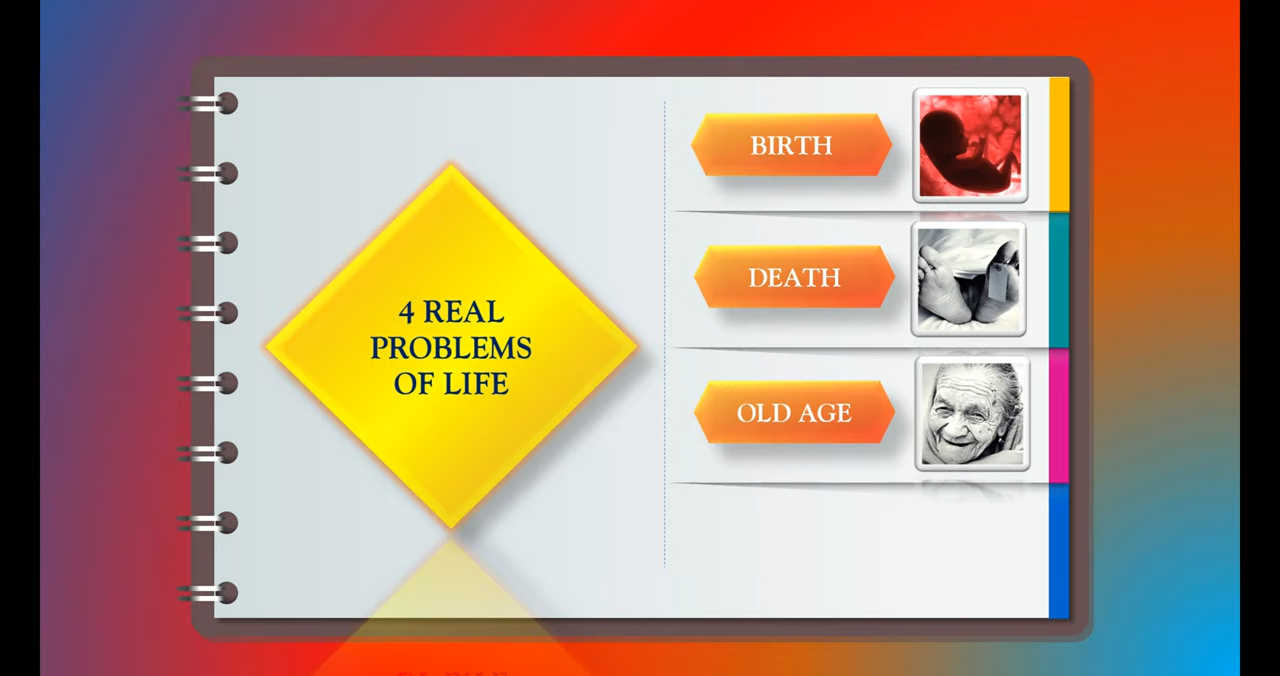 4 REAL
PROBLEMS
OF LIFE
BIRTH
DEATH
OLD AGE